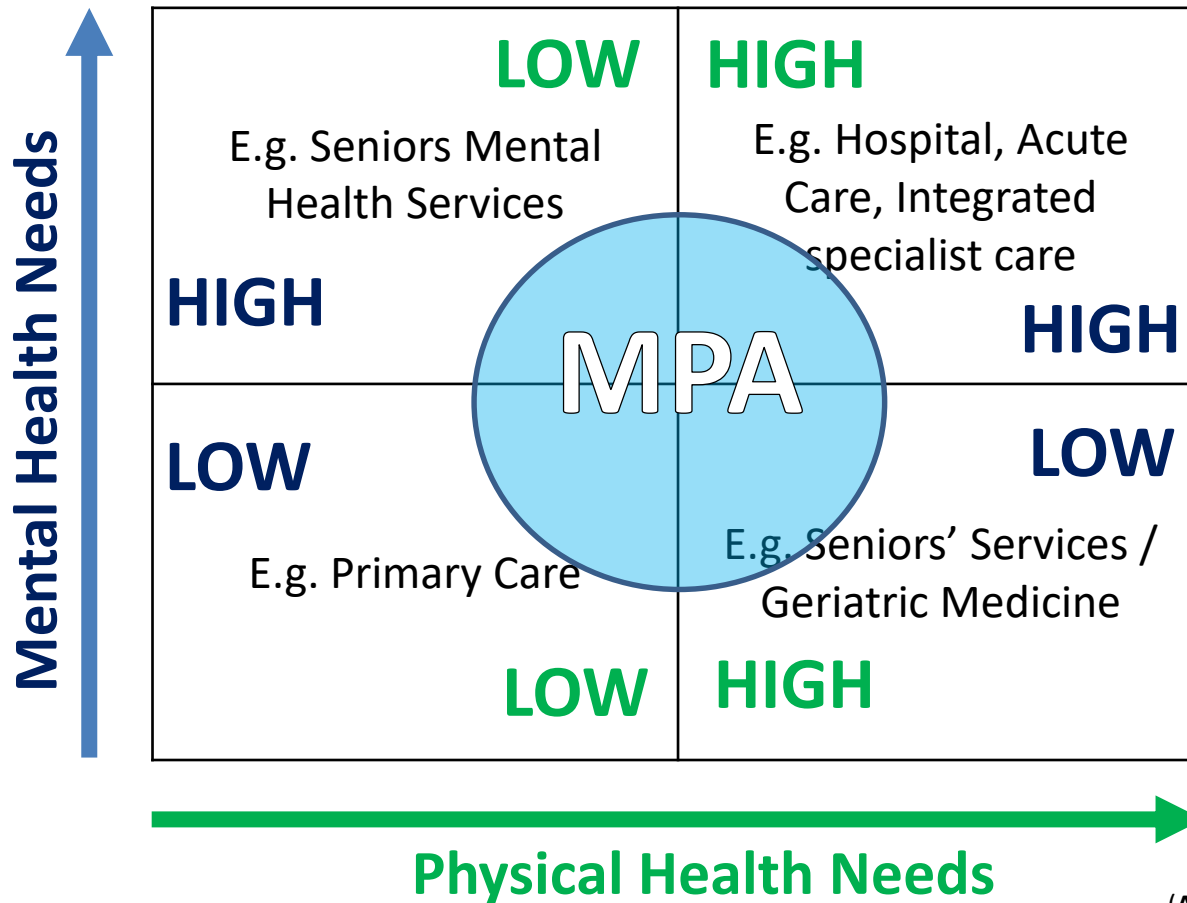 Mental Health Needs
LOW
E.g. Seniors Mental
Health Services
HIGH
HIGH
E.g. Hospital, Acute
Care, Integrated
specialist care
HIGH
MPA
LOW
E.g. Primary Care
LOW
LOW
E.g. Seniors’ Services /
Geriatric Medicine
HIGH
Physical Health Needs